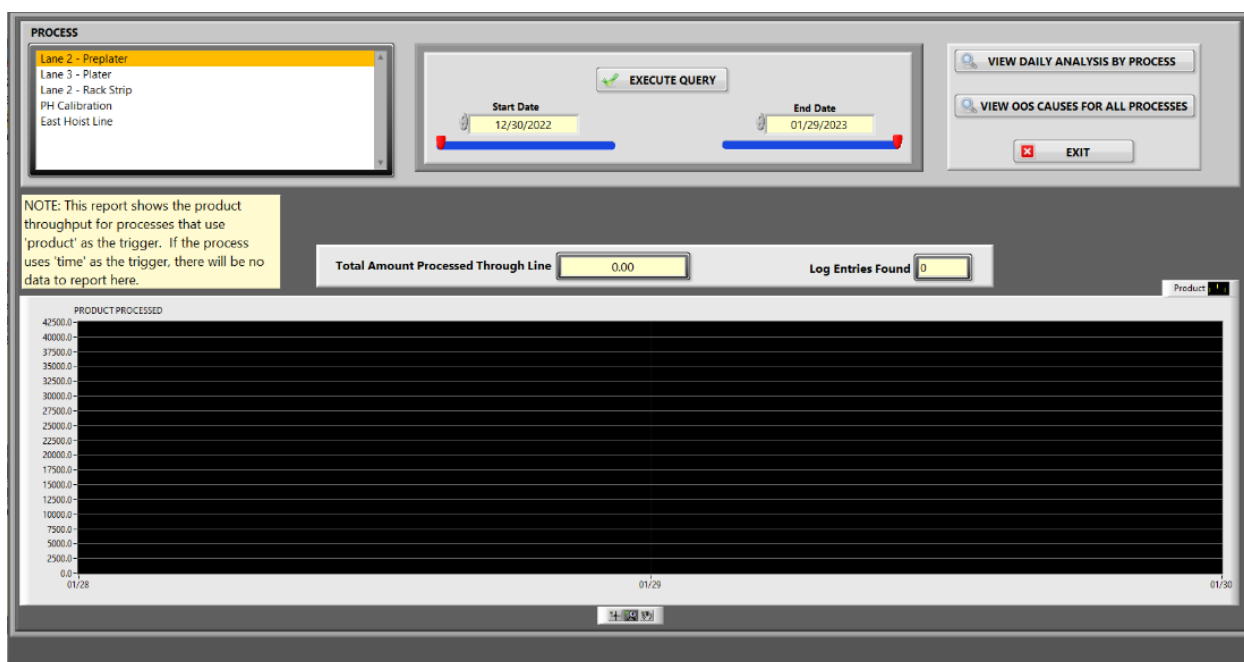 PROCESS
Lane 2 - Preplater
Lane 3 - Plater
Lane 2 - Rack Strip
PH Calibration
East Hoist Line
EXECUTE QUERY
Start Date
12/30/2022
End Date
01/29/2023
VIEW DAILY ANALYSIS BY PROCESS
VIEW OOS CAUSES FOR ALL PROCESSES
EXIT
NOTE: This report shows the product
throughput for processes that use
'product' as the trigger. If the process
uses 'time' as the trigger, there will be no
data to report here.
Total Amount Processed Through Line 0.00
Log Entries Found 0
Product
PRODUCT PROCESSED
42500.0
40000.0
37500.0
35000.0
32500.0
30000.0
27500.0
25000.0
22500.0
20000.0
17500.0
15000.0
12500.0
10000.0
7500.0
5000.0
2500.0
0.0
01/28 01/29 01/30